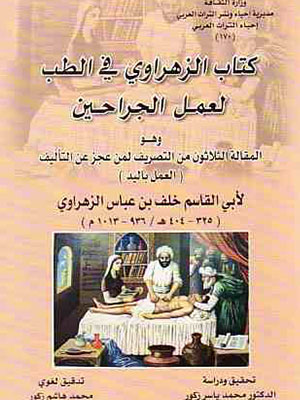 وزارة الثقافة
مديرية إحياء ونشر التراث العربي
إحياء التراث العربي
(١٧٠)
كتاب الزهراوي في الطب
لعمل الجراحين
وهو
المقالة الثلاثون من التصريف لمن عجز عن التأليف
( العمل باليد )
لأبي القاسم خلف بن عباس الزهراوي
( ٣٢٥ - ٤٠٤ هـ / ٩٣٦ - ١٠١٣ م )
تحقيق ودراسة
الدكتور محمد ياسر زكور
تدقيق لغوي
محمد هاشم زكور